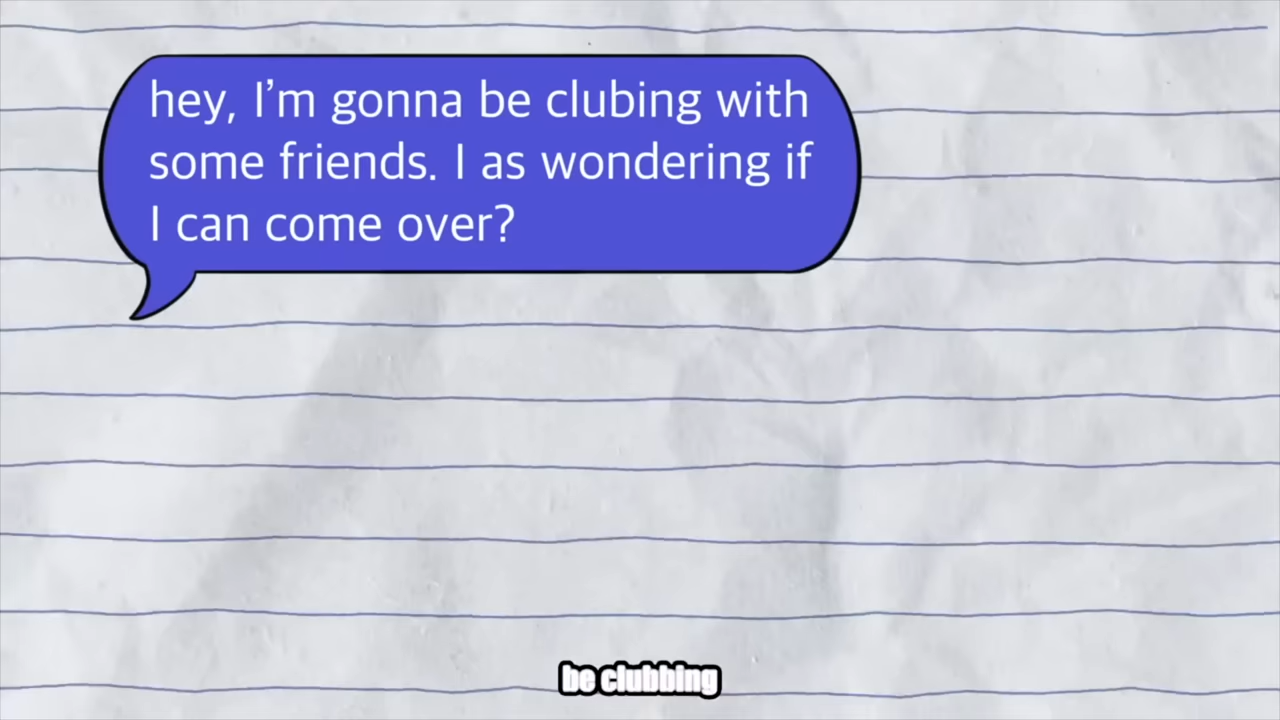 hey, I’m gonna be clubing with
some friends. I as wondering if
I can come over?
be clubbing